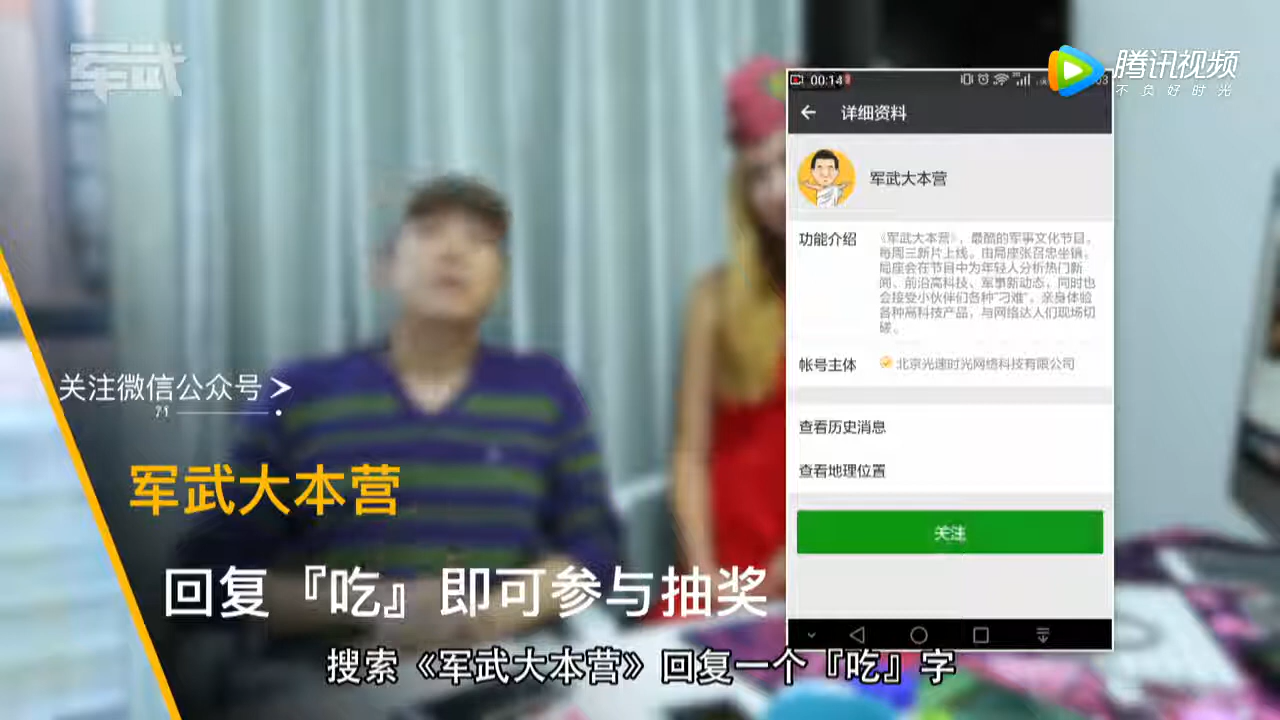 军武
腾讯视频
不负好时光
00:14
详细资料
军武大本营
功能介绍
《军武大本营》，最酷的军事文化节目。
每周三新片上线。由局座张召忠坐镇，
局座会在节目中为年轻人分析热门新
闻、前沿高科技、军事新动态，同时也
会接受小伙伴们各种“刁难”，亲身体验
各种高科技产品，与网络达人们现场切
磋。
帐号主体
北京光速时光网络科技有限公司
查看历史消息
查看地理位置
关注
关注微信公众号
71
军武大本营
回复『吃』即可参与抽奖
搜索《军武大本营》回复一个『吃』字